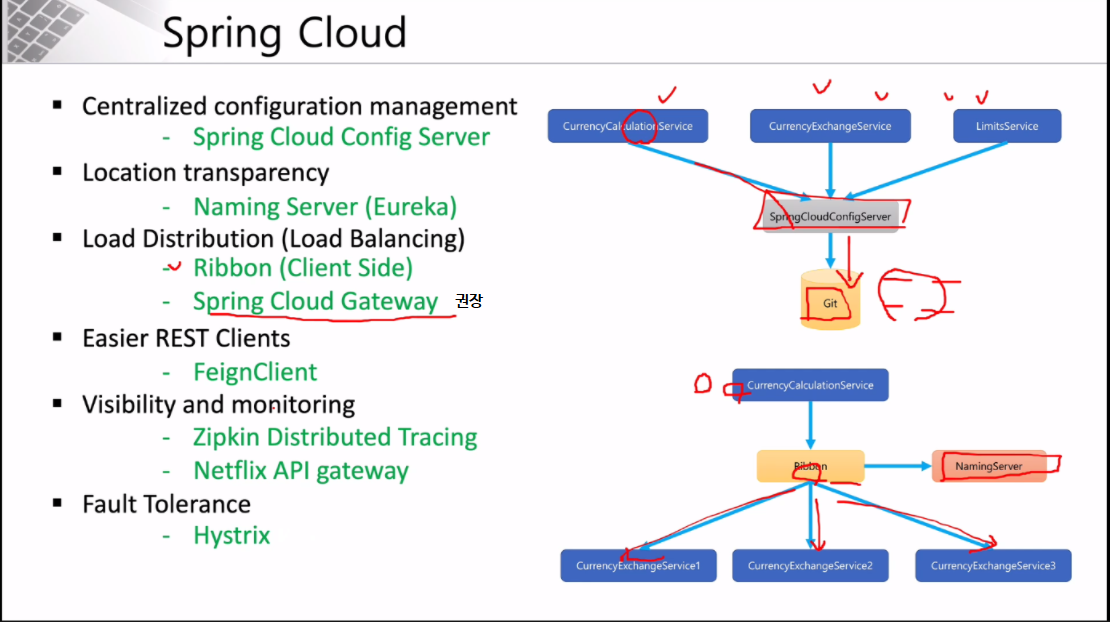 Spring Cloud
▪ Centralized configuration management
- Spring Cloud Config Server
▪ Location transparency
- Naming Server (Eureka)
▪ Load Distribution (Load Balancing)
- Ribbon (Client Side)
- Spring Cloud Gateway 권장
▪ Easier REST Clients
- FeignClient
▪ Visibility and monitoring
- Zipkin Distributed Tracing
- Netflix API gateway
▪ Fault Tolerance
- Hystrix
CurrencyCalculationService CurrencyExchangeService LimitsService
SpringCloudConfigServer
Git
CurrencyCalculationService
Ribbon NamingServer
CurrencyExchangeService1 CurrencyExchangeService2 CurrencyExchangeService3